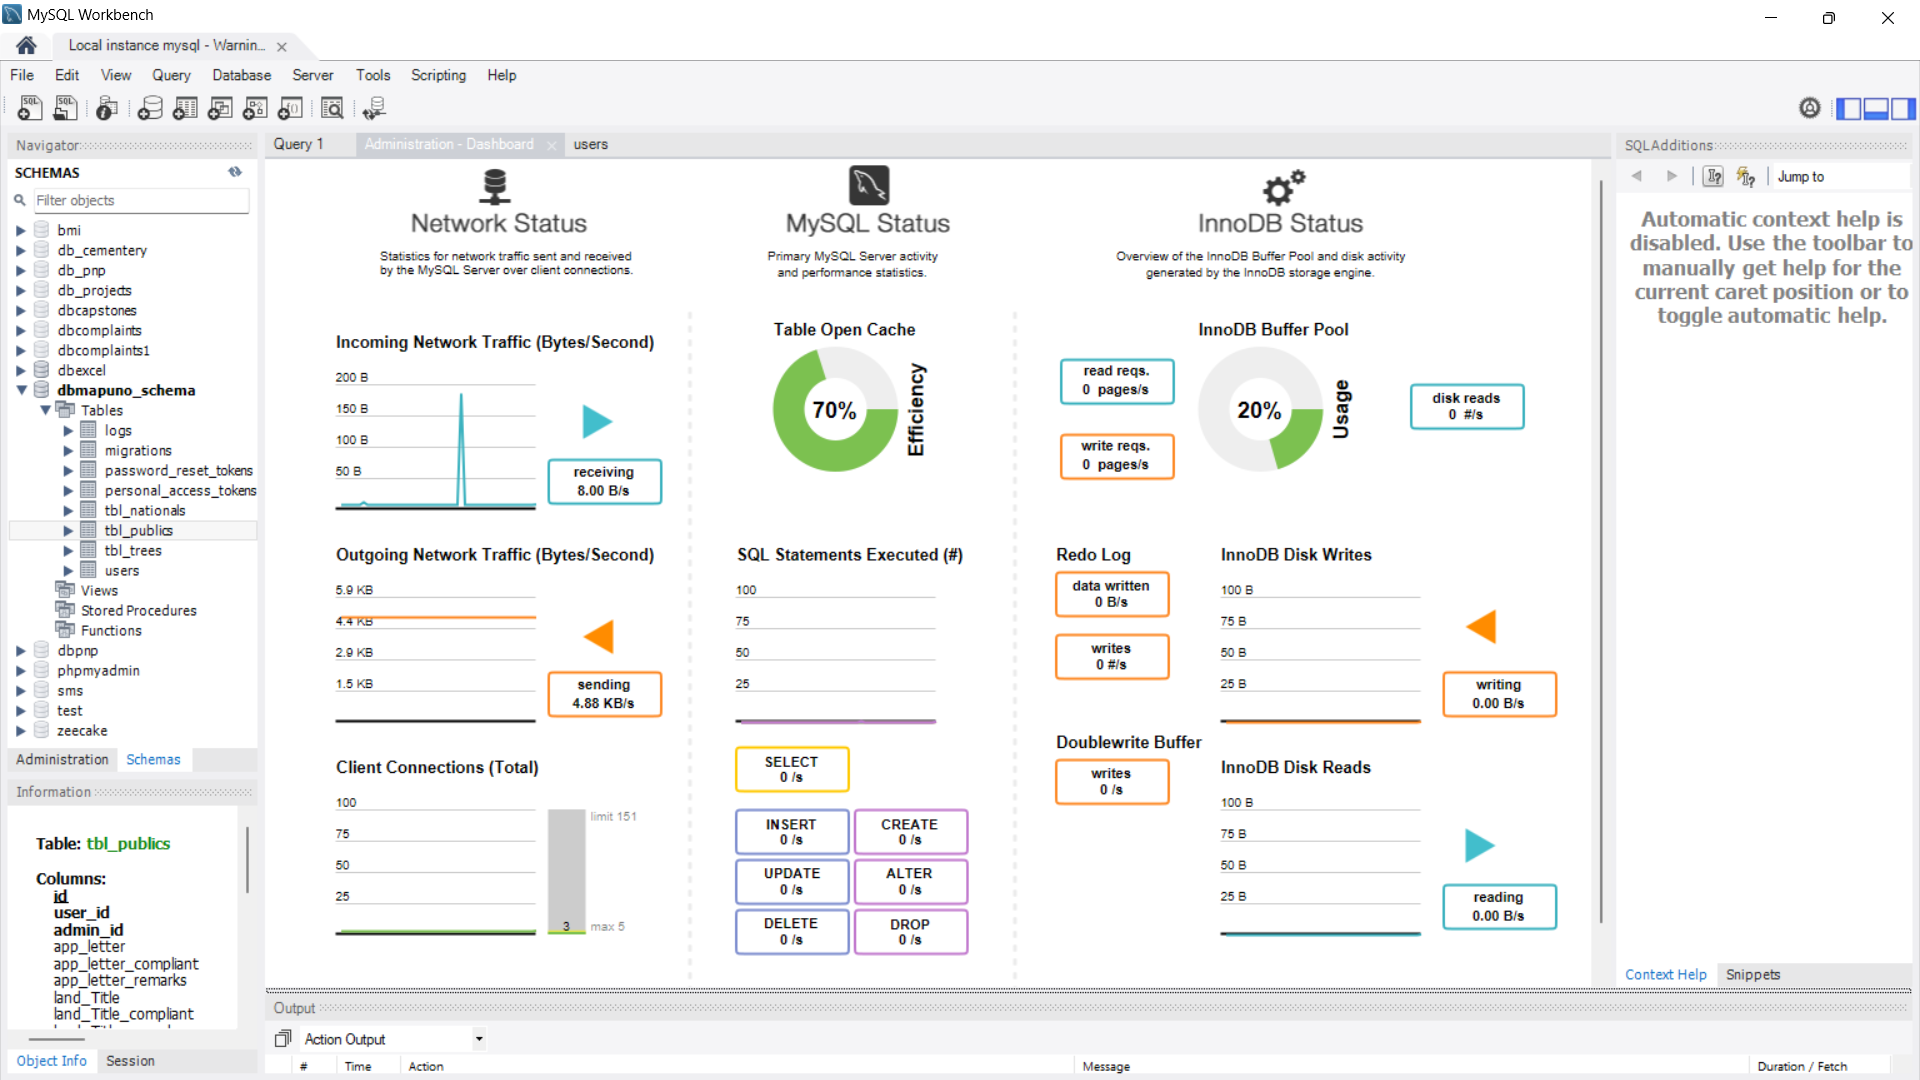 MySQL Workbench
Local instance mysql - Warnin...
File Edit View Query Database Server Tools Scripting Help
Navigator
SCHEMAS
Filter objects
bmi
db_cementery
db_pnp
db_projects
dbcapstones
dbcomplaints
dbcomplaints1
dbexcel
dbmapuno_schema
Tables
logs
migrations
password_reset_tokens
personal_access_tokens
tbl_nationals
tbl_publics
tbl_trees
users
Views
Stored Procedures
Functions
dbpnp
phpmyadmin
sms
test
zeecake
Administration Schemas
Information
Table: tbl_publics
Columns:
id
user_id
admin_id
app_letter
app_letter_compliant
app_letter_remarks
land_Title
land_Title_compliant
Object Info Session
Query 1 Administration - Dashboard users
Network Status
Statistics for network traffic sent and received
by the MySQL Server over client connections.
Incoming Network Traffic (Bytes/Second)
200 B
150 B
100 B
50 B
receiving
8.00 B/s
Outgoing Network Traffic (Bytes/Second)
5.9 KB
4.4 KB
2.9 KB
1.5 KB
sending
4.88 KB/s
Client Connections (Total)
100
75
50
25
limit 151
3
max 5
MySQL Status
Primary MySQL Server activity
and performance statistics.
Table Open Cache
70%
Efficiency
SQL Statements Executed (#)
100
75
50
25
SELECT
0 /s
INSERT
0 /s
CREATE
0 /s
UPDATE
0 /s
ALTER
0 /s
DELETE
0 /s
DROP
0 /s
InnoDB Status
Overview of the InnoDB Buffer Pool and disk activity
generated by the InnoDB storage engine.
InnoDB Buffer Pool
read reqs.
0 pages/s
write reqs.
0 pages/s
20%
Usage
disk reads
0 #/s
Redo Log
data written
0 B/s
writes
0 #/s
Doublewrite Buffer
writes
0 /s
InnoDB Disk Writes
100 B
75 B
50 B
25 B
writing
0.00 B/s
InnoDB Disk Reads
100 B
75 B
50 B
25 B
reading
0.00 B/s
SQLAdditions
Jump to
Automatic context help is
disabled. Use the toolbar to
manually get help for the
current caret position or to
toggle automatic help.
Context Help Snippets
Output
Action Output
# Time Action Message Duration / Fetch